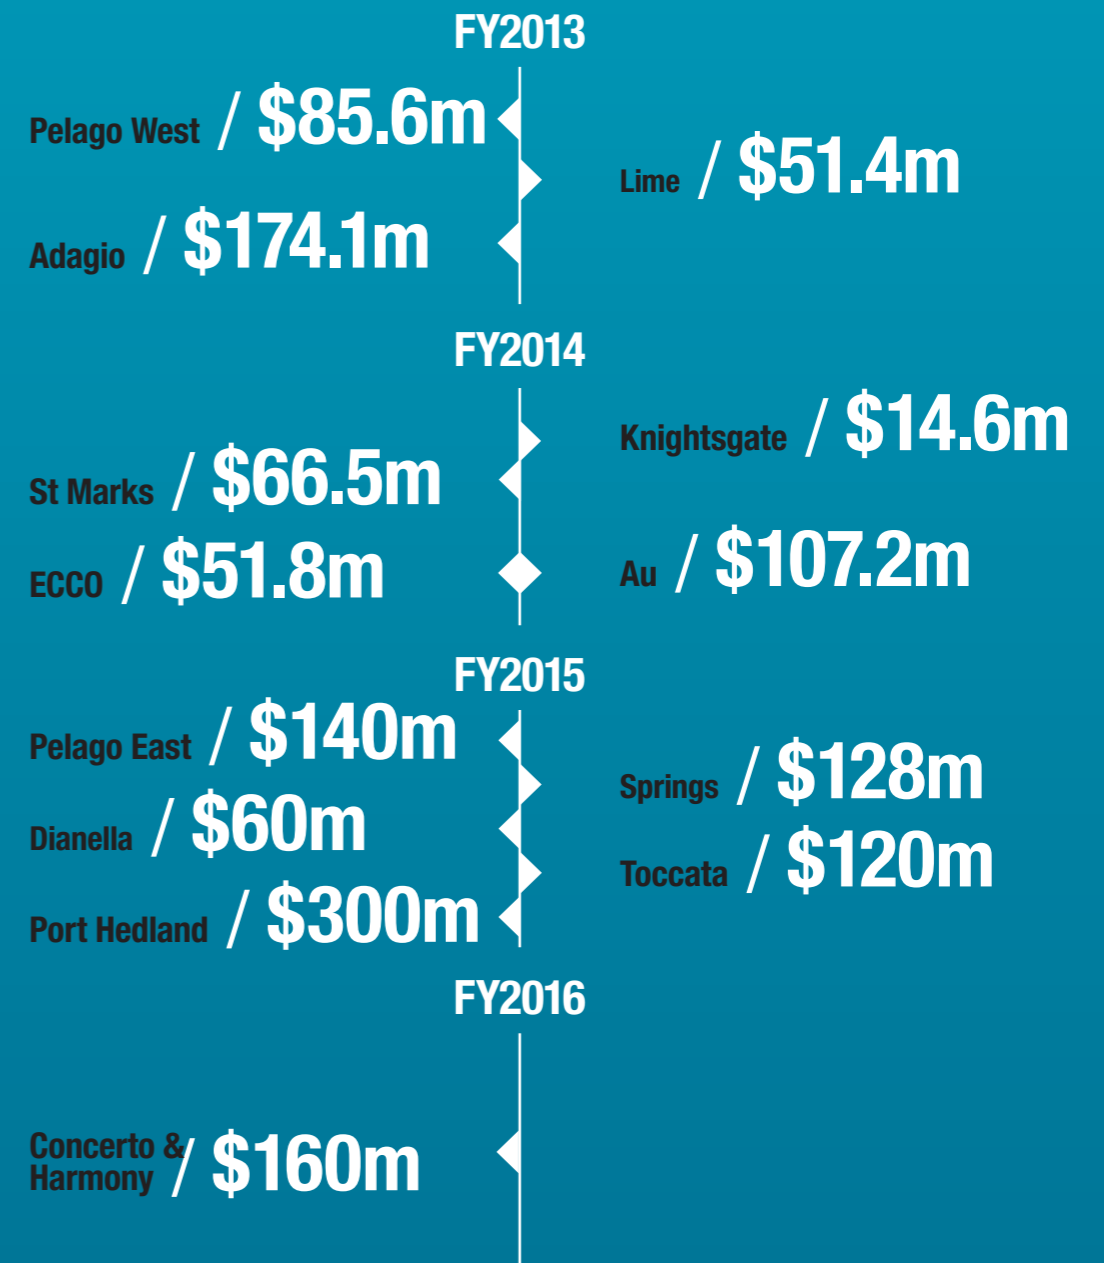 FY2013
Pelago West / $85.6m
Lime / $51.4m
Adagio / $174.1m
FY2014
Knightsgate / $14.6m
St Marks / $66.5m
ECCO / $51.8m
Au / $107.2m
FY2015
Pelago East / $140m
Springs / $128m
Dianella / $60m
Toccata / $120m
Port Hedland / $300m
FY2016
Concerto &
Harmony / $160m